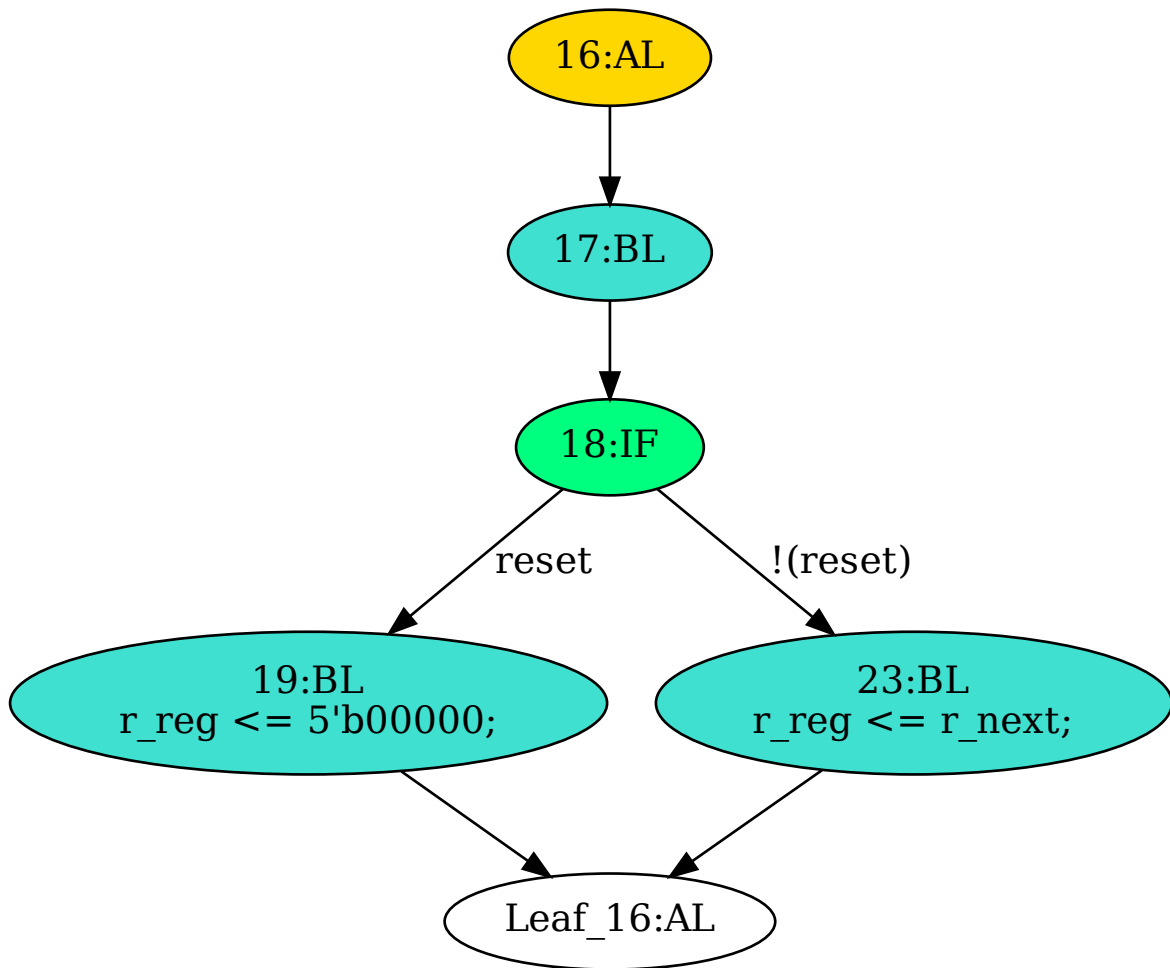 16:AL
17:BL
18:IF
reset
!(reset)
19:BL
r_reg <= 5'b00000;
23:BL
r_reg <= r_next;
Leaf_16:AL